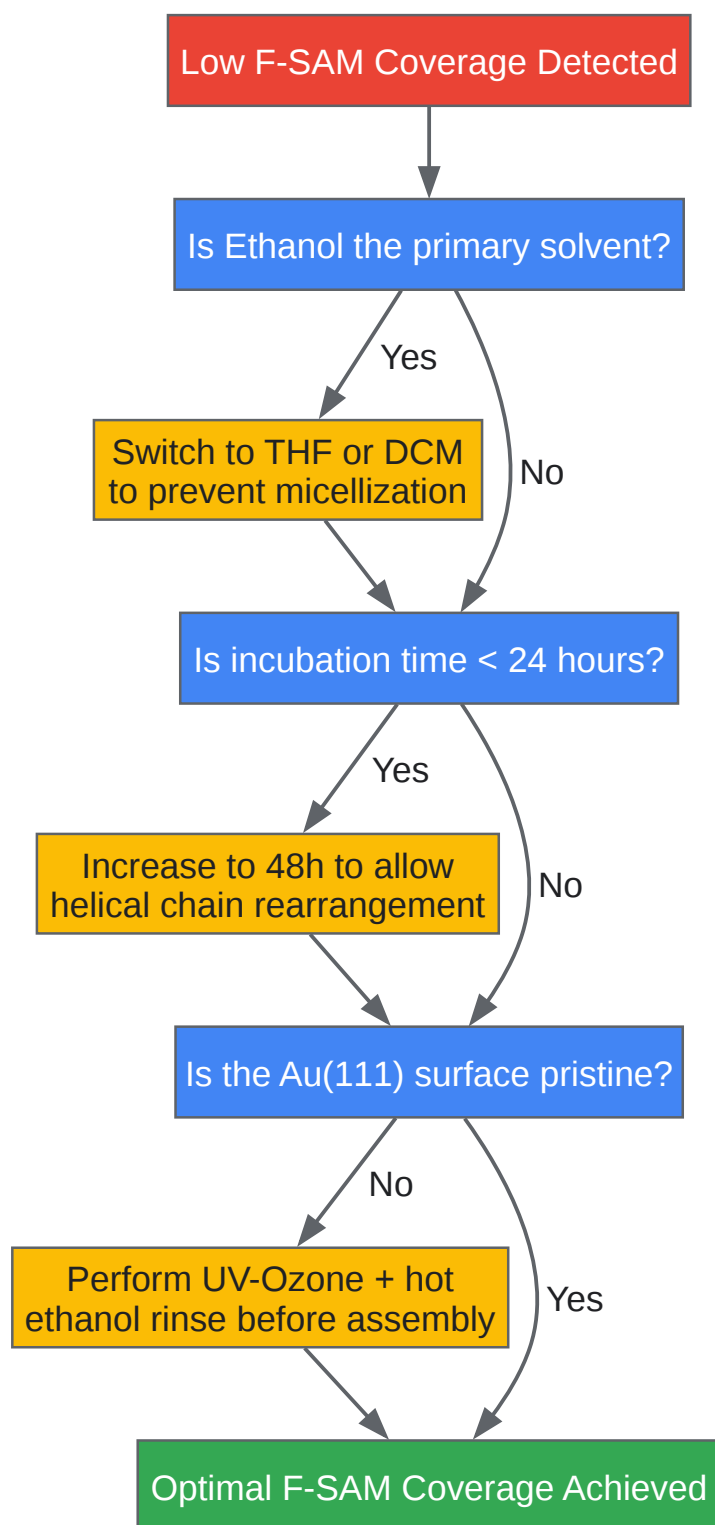 Low F-SAM Coverage Detected
Is Ethanol the primary solvent?
Yes
Switch to THF or DCM
to prevent micellization
No
Is incubation time < 24 hours?
Yes
Increase to 48h to allow
helical chain rearrangement
No
Is the Au(111) surface pristine?
No
Perform UV-Ozone + hot
ethanol rinse before assembly
Yes
Optimal F-SAM Coverage Achieved